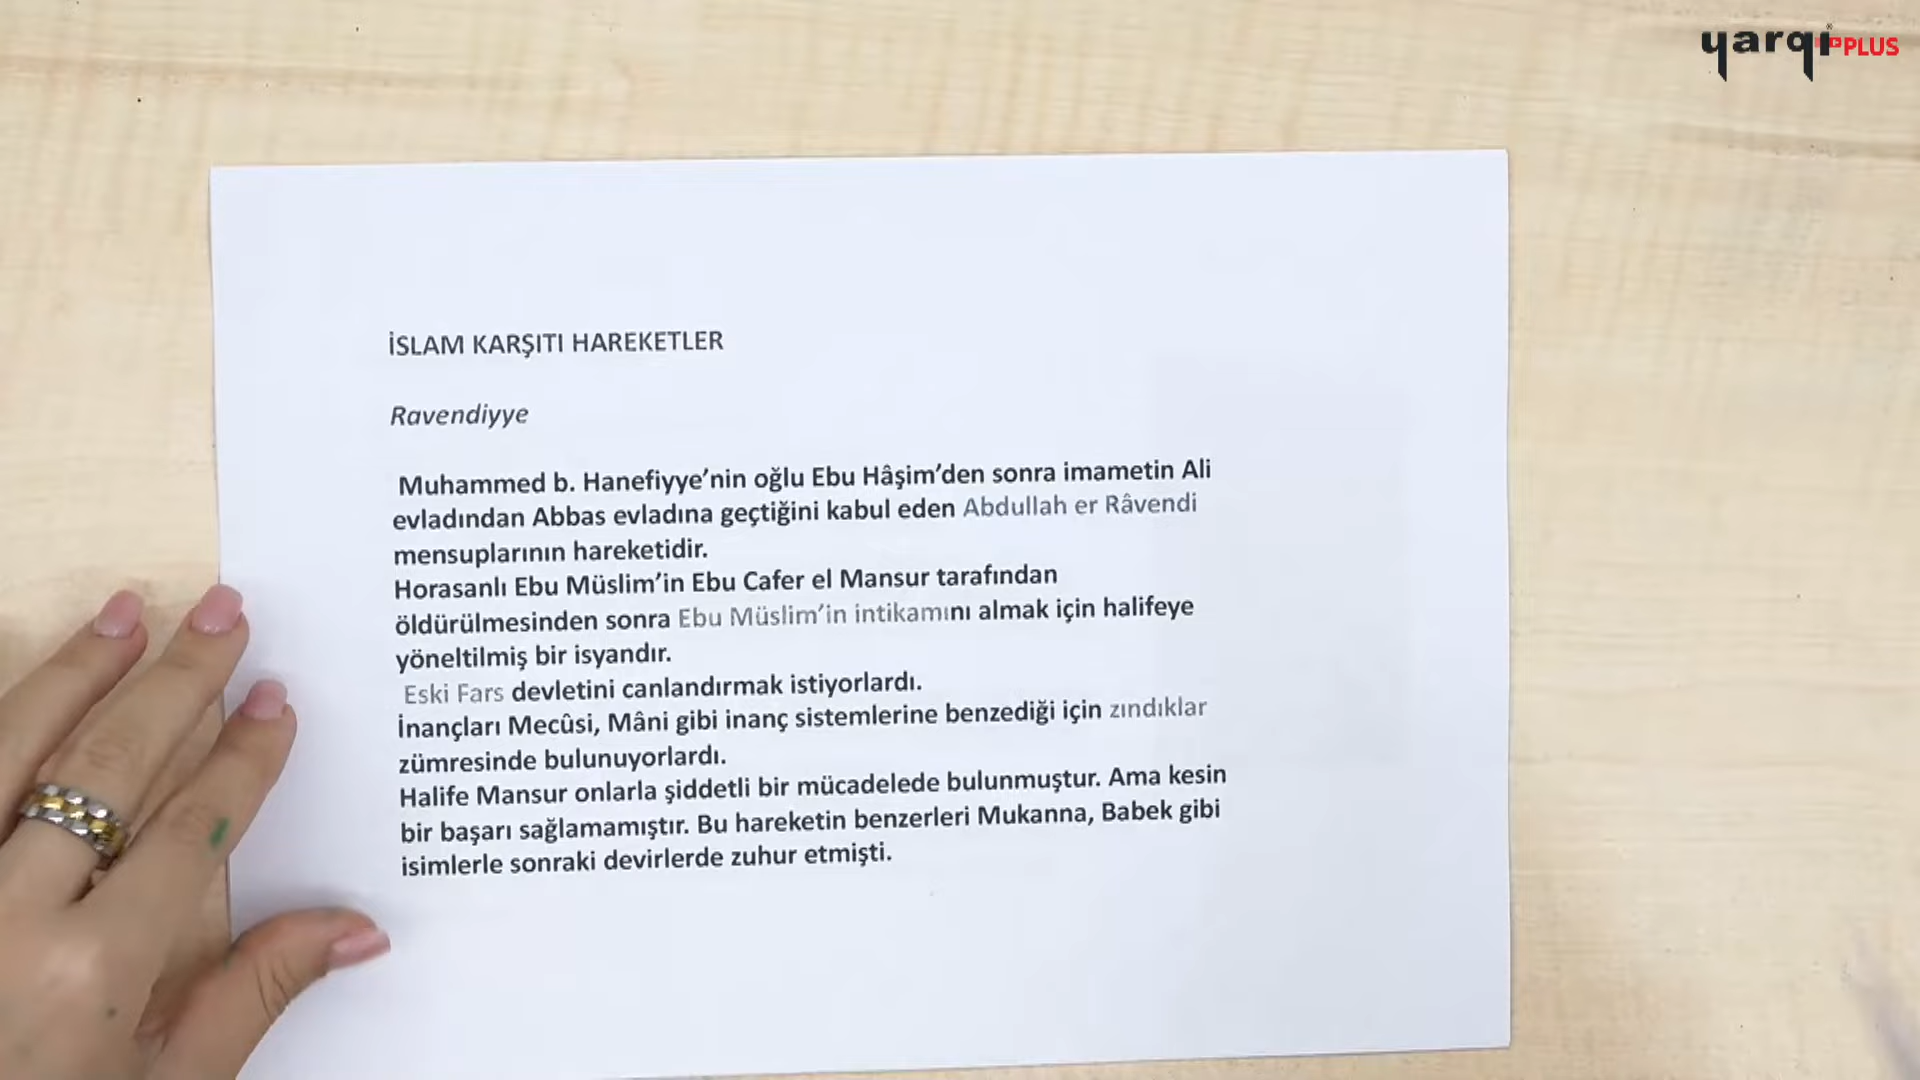 yarqı PLUS
İSLAM KARŞITI HAREKETLER
Ravendiyye
Muhammed b. Hanefiyye’nin oğlu Ebu Hâşim’den sonra imametin Ali
evladından Abbas evladına geçtiğini kabul eden Abdullah er Râvendi
mensuplarının hareketidir.
Horasanlı Ebu Müslim’in Ebu Cafer el Mansur tarafından
öldürülmesinden sonra Ebu Müslim’in intikamını almak için halifeye
yöneltilmiş bir isyandır.
Eski Fars devletini canlandırmak istiyorlardı.
İnançları Mecûsi, Mâni gibi inanç sistemlerine benzediği için zındıklar
zümresinde bulunuyorlardı.
Halife Mansur onlarla şiddetli bir mücadelede bulunmuştur. Ama kesin
bir başarı sağlamamıştır. Bu hareketin benzerleri Mukanna, Babek gibi
isimlerle sonraki devirlerde zuhur etmişti.